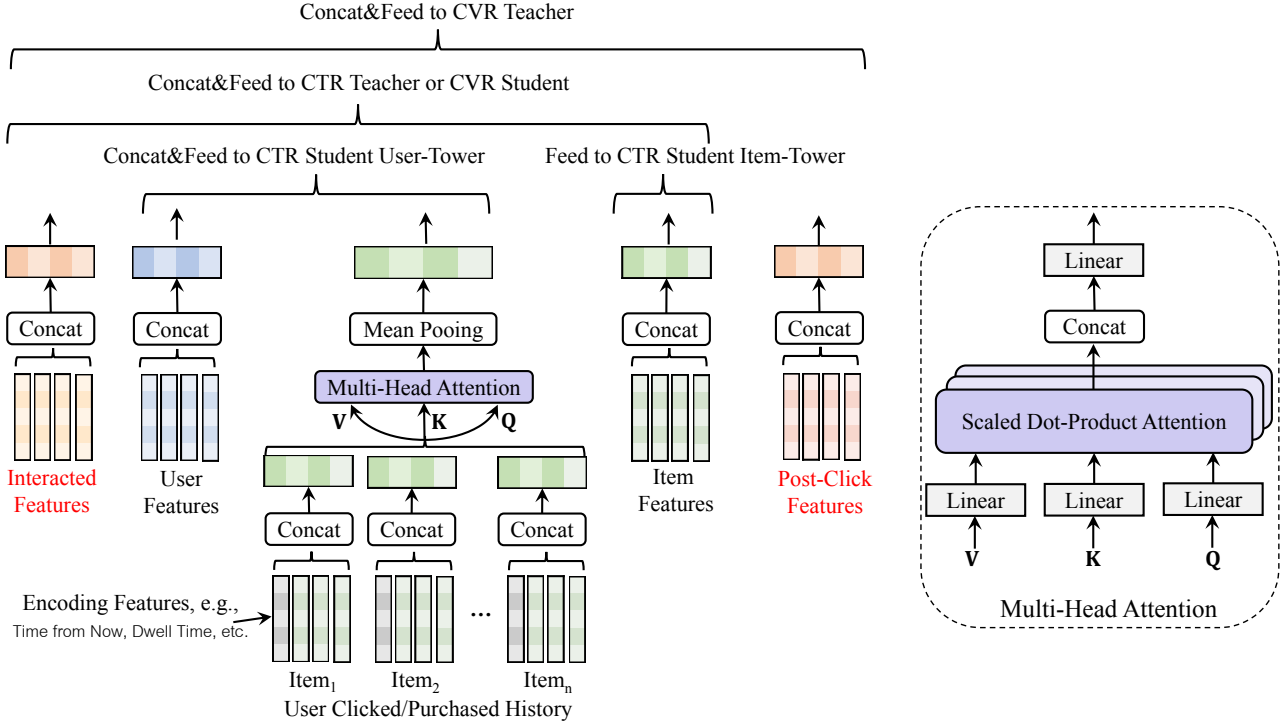 Concat&Feed to CVR Teacher
Concat&Feed to CTR Teacher or CVR Student
Concat&Feed to CTR Student User-Tower
Feed to CTR Student Item-Tower
Concat
Concat
Mean Pooing
Concat
Concat
Multi-Head Attention
V
K
Q
Interacted
Features
User
Features
Item
Features
Post-Click
Features
Concat
Concat
Concat
Encoding Features, e.g.,
Time from Now, Dwell Time, etc.
...
Item1
Item2
Itemn
User Clicked/Purchased History
Linear
Concat
Scaled Dot-Product Attention
Linear
Linear
Linear
V
K
Q
Multi-Head Attention